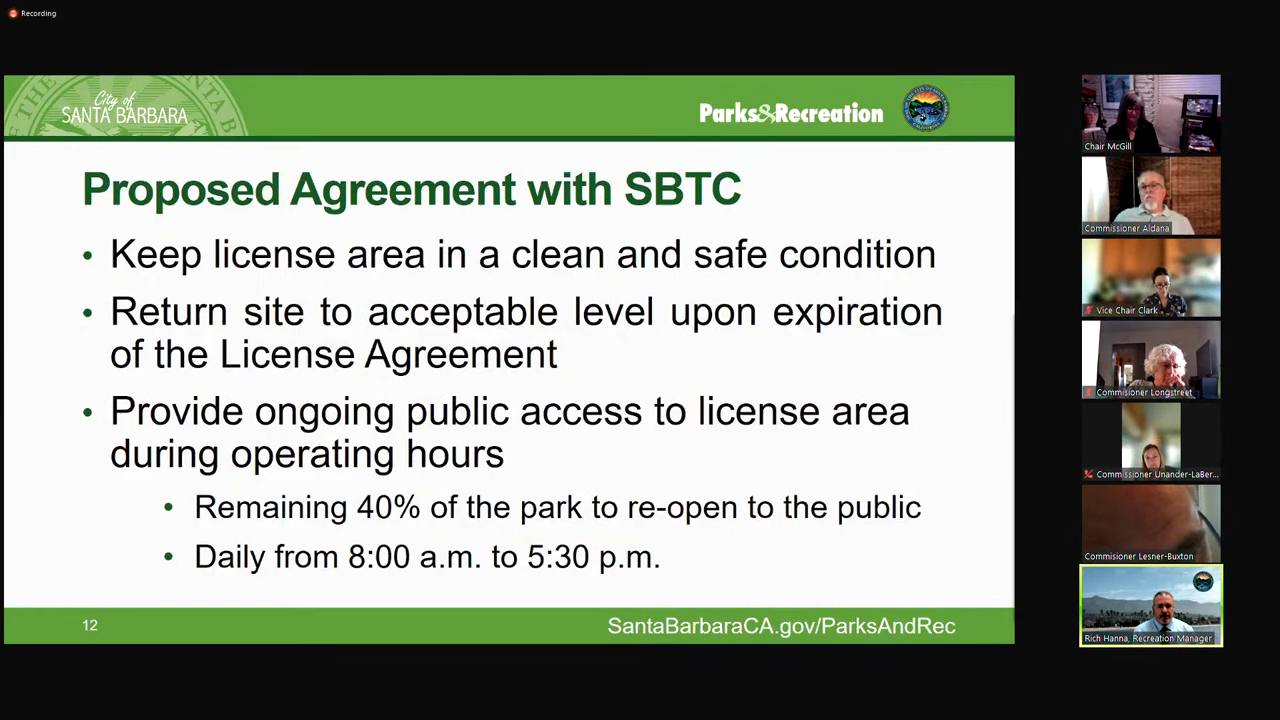 Recording
City of
SANTA BARBARA
Parks&Recreation
Proposed Agreement with SBTC
• Keep license area in a clean and safe condition
• Return site to acceptable level upon expiration
of the License Agreement
• Provide ongoing public access to license area
during operating hours
• Remaining 40% of the park to re-open to the public
• Daily from 8:00 a.m. to 5:30 p.m.
12
SantaBarbaraCA.gov/ParksAndRec
Chair McGill
Commissioner Aldana
Vice Chair Clark
Commisioner Longstreet
Commissioner Unander-LaBer...
Commisioner Lesner-Buxton
Rich Hanna, Recreation Manager